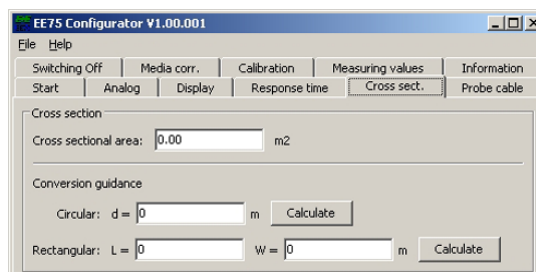 EE75 Configurator V1.00.001
File Help
Switching Off Media corr. Calibration Measuring values Information
Start Analog Display Response time Cross sect. Probe cable
Cross section
Cross sectional area: 0.00 m2
Conversion guidance
Circular: d = 0 m Calculate
Rectangular: L = 0 W = 0 m Calculate